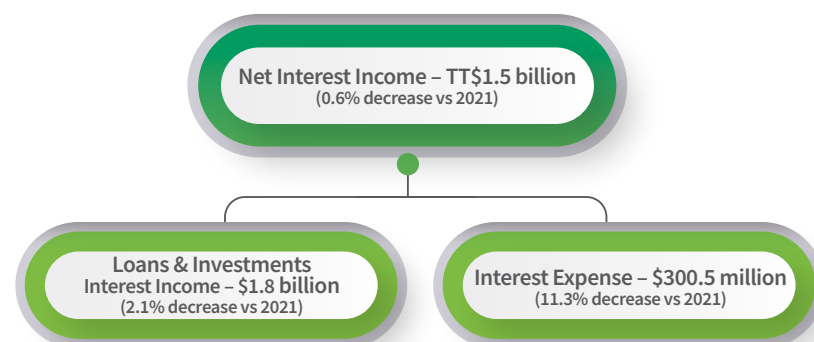 Net Interest Income – TT$1.5 billion
(0.6% decrease vs 2021)
Loans & Investments
Interest Income – $1.8 billion
(2.1% decrease vs 2021)
Interest Expense – $300.5 million
(11.3% decrease vs 2021)